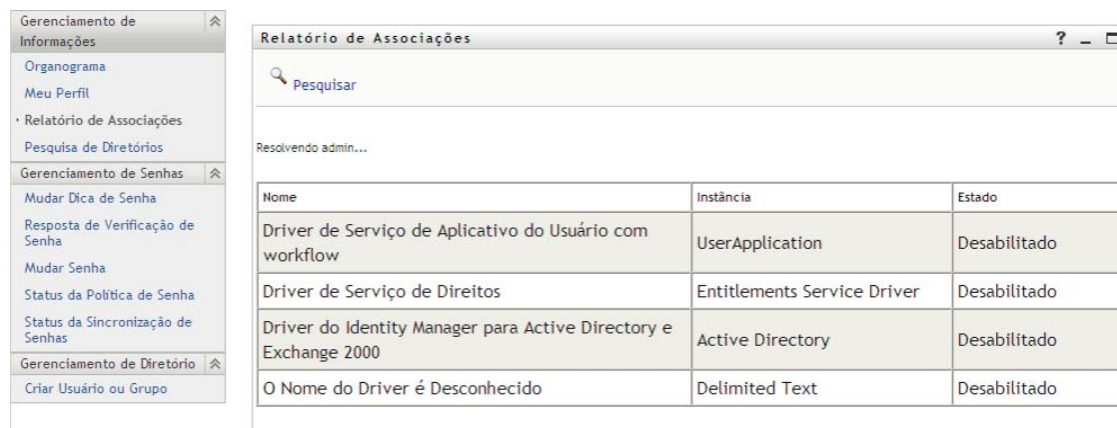 Gerenciamento de
Informações
Organograma
Meu Perfil
Relatório de Associações
Pesquisa de Diretórios
Gerenciamento de Senhas
Mudar Dica de Senha
Resposta de Verificação de
Senha
Mudar Senha
Status da Política de Senha
Status da Sincronização de
Senhas
Gerenciamento de Diretório
Criar Usuário ou Grupo
Relatório de Associações ?
Pesquisar
Resolvendo admin...
Nome Instância Estado
Driver de Serviço de Aplicativo do Usuário com
workflow UserApplication Desabilitado
Driver de Serviço de Direitos Entitlements Service Driver Desabilitado
Driver do Identity Manager para Active Directory e
Exchange 2000 Active Directory Desabilitado
O Nome do Driver é Desconhecido Delimited Text Desabilitado